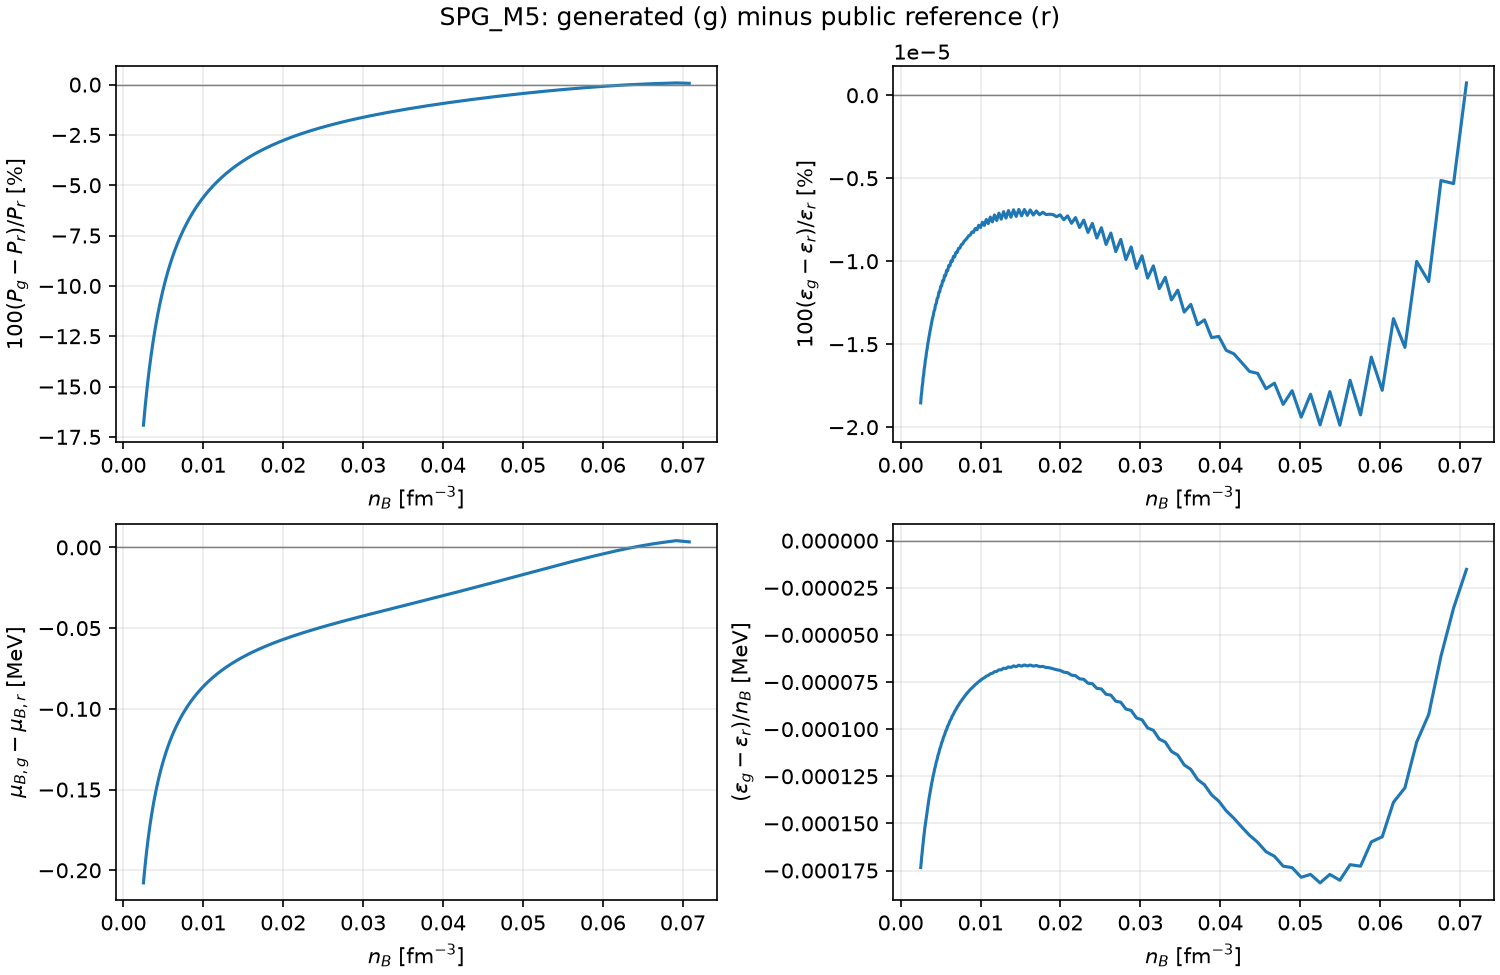 SPG_M5: generated (g) minus public reference (r)
100(P_g − P_r)/P_r [%]
0.0
−2.5
−5.0
−7.5
−10.0
−12.5
−15.0
−17.5
0.00 0.01 0.02 0.03 0.04 0.05 0.06 0.07
n_B [fm⁻³]
1e−5
100(ε_g − ε_r)/ε_r [%]
0.0
−0.5
−1.0
−1.5
−2.0
0.00 0.01 0.02 0.03 0.04 0.05 0.06 0.07
n_B [fm⁻³]
μ_{B,g} − μ_{B,r} [MeV]
0.00
−0.05
−0.10
−0.15
−0.20
0.00 0.01 0.02 0.03 0.04 0.05 0.06 0.07
n_B [fm⁻³]
(ε_g − ε_r)/n_B [MeV]
0.000000
−0.000025
−0.000050
−0.000075
−0.000100
−0.000125
−0.000150
−0.000175
0.00 0.01 0.02 0.03 0.04 0.05 0.06 0.07
n_B [fm⁻³]